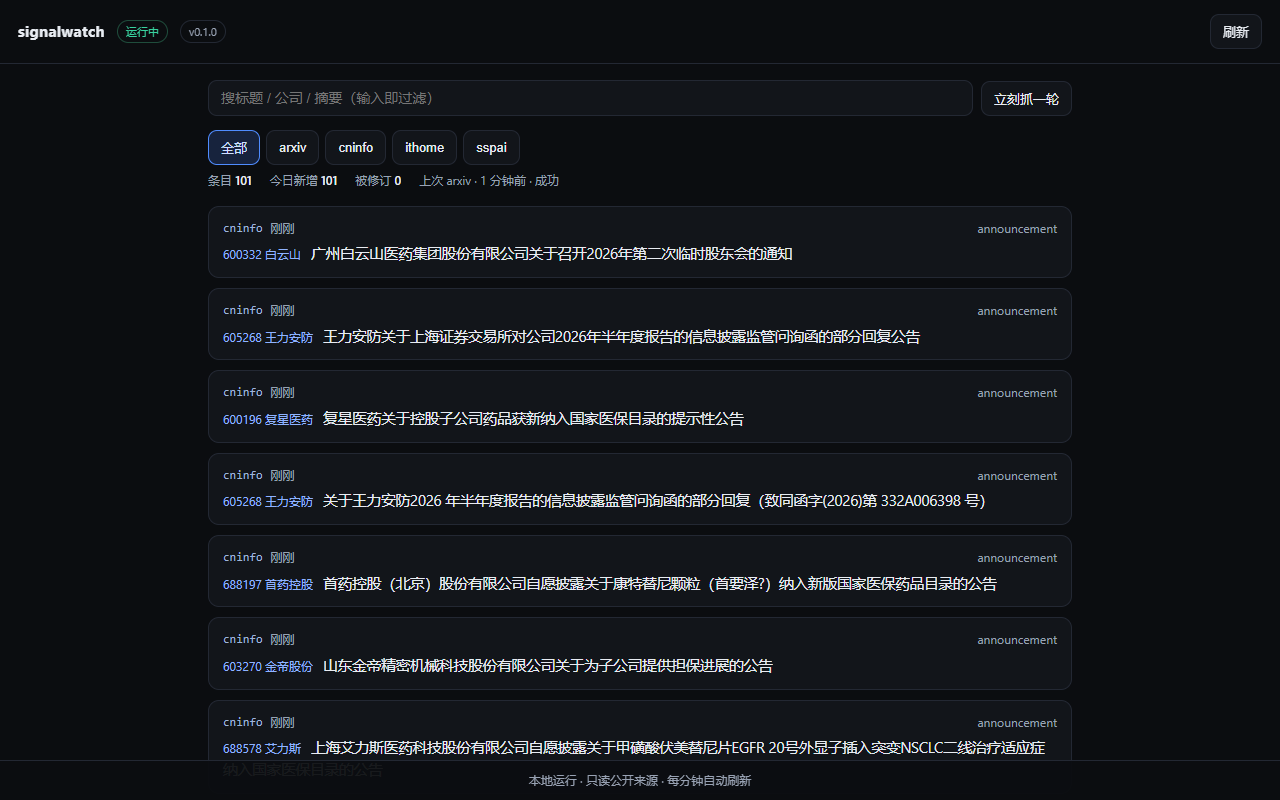 signalwatch 运行中 v0.1.0 刷新
搜标题 / 公司 / 摘要（输入即过滤） 立刻抓一轮
全部 arxiv cninfo ithome sspai
条目 101 今日新增 101 被修订 0 上次 arxiv · 1 分钟前 · 成功
cninfo 刚刚 announcement
600332 白云山 广州白云山医药集团股份有限公司关于召开2026年第二次临时股东会的通知
cninfo 刚刚 announcement
605268 王力安防 王力安防关于上海证券交易所对公司2026年半年度报告的信息披露监管问询函的部分回复公告
cninfo 刚刚 announcement
600196 复星医药 复星医药关于控股子公司药品获新纳入国家医保目录的提示性公告
cninfo 刚刚 announcement
605268 王力安防 关于王力安防2026 年半年度报告的信息披露监管问询函的部分回复（致同函字(2026)第 332A006398 号）
cninfo 刚刚 announcement
688197 首药控股 首药控股（北京）股份有限公司自愿披露关于康特替尼颗粒（首要泽?）纳入新版国家医保药品目录的公告
cninfo 刚刚 announcement
603270 金帝股份 山东金帝精密机械科技股份有限公司关于为子公司提供担保进展的公告
cninfo 刚刚 announcement
688578 艾力斯 上海艾力斯医药科技股份有限公司自愿披露关于甲磺酸伏美替尼片EGFR 20号外显子插入突变NSCLC二线治疗适应症
纳入国家医保目录的公告
本地运行 · 只读公开来源 · 每分钟自动刷新